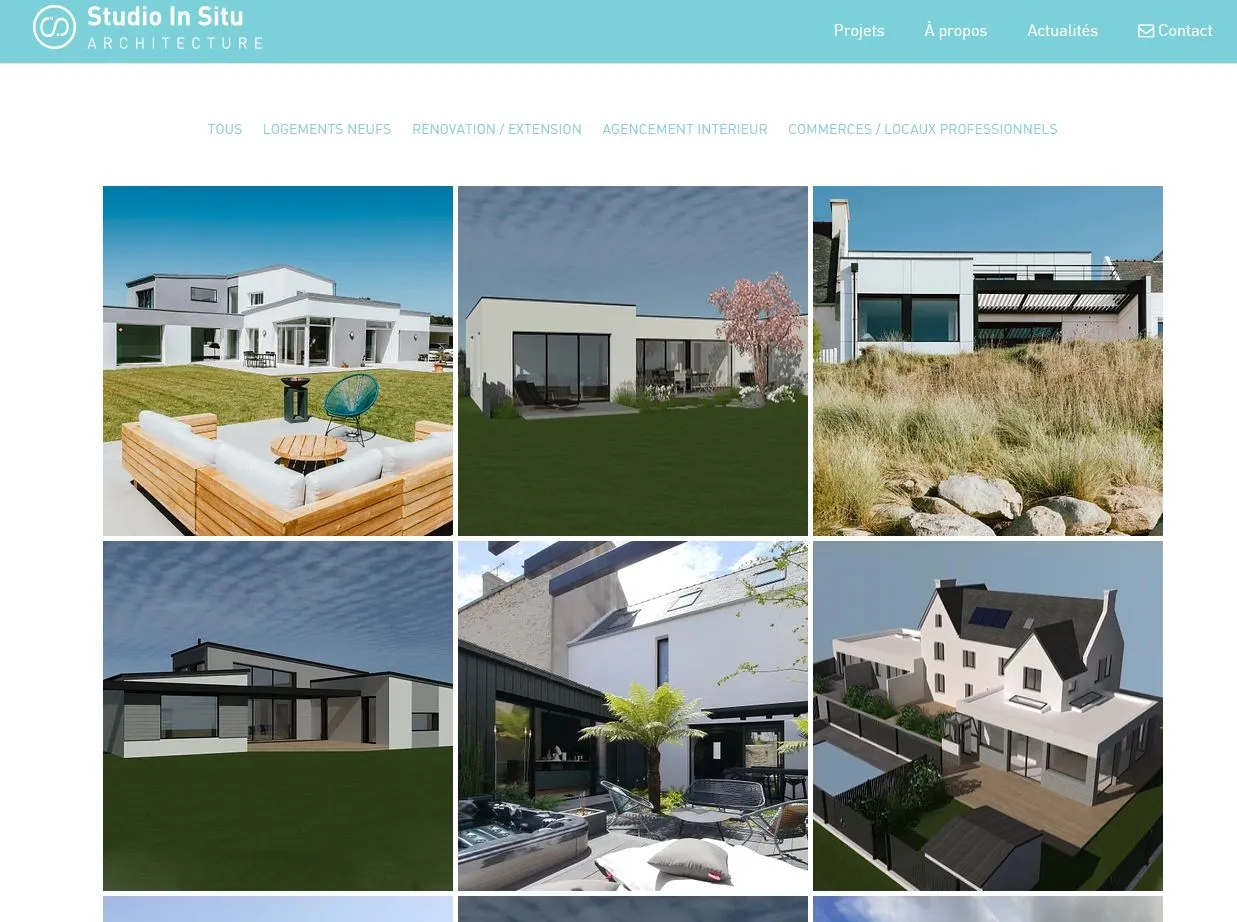 Studio In Situ
ARCHITECTURE
Projets À propos Actualités Contact
TOUS LOGEMENTS NEUFS RÉNOVATION / EXTENSION AGENCEMENT INTÉRIEUR COMMERCES / LOCAUX PROFESSIONNELS